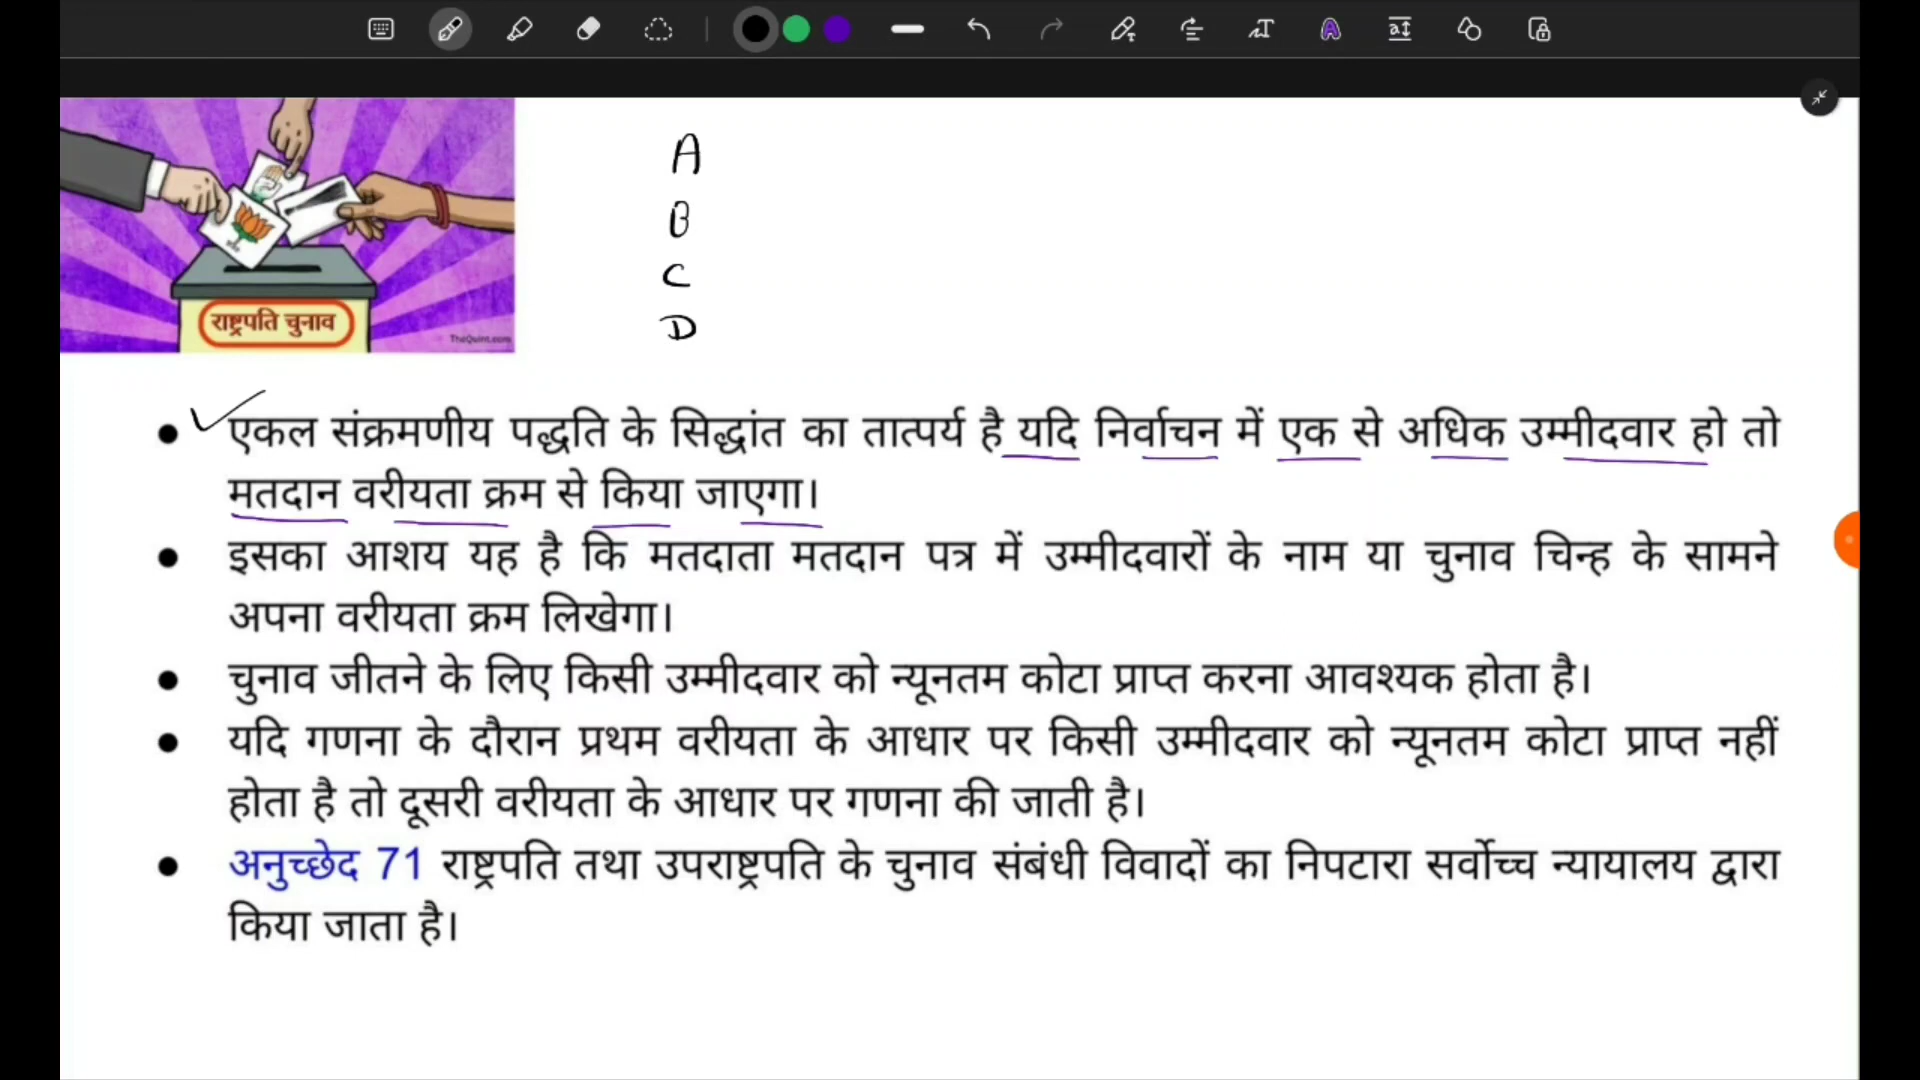 A
B
C
D
राष्ट्रपति चुनाव
TheQuint.com
एकल संक्रमणीय पद्धति के सिद्धांत का तात्पर्य है यदि निर्वाचन में एक से अधिक उम्मीदवार हो तो
मतदान वरीयता क्रम से किया जाएगा।
इसका आशय यह है कि मतदाता मतदान पत्र में उम्मीदवारों के नाम या चुनाव चिन्ह के सामने
अपना वरीयता क्रम लिखेगा।
चुनाव जीतने के लिए किसी उम्मीदवार को न्यूनतम कोटा प्राप्त करना आवश्यक होता है।
यदि गणना के दौरान प्रथम वरीयता के आधार पर किसी उम्मीदवार को न्यूनतम कोटा प्राप्त नहीं
होता है तो दूसरी वरीयता के आधार पर गणना की जाती है।
अनुच्छेद 71 राष्ट्रपति तथा उपराष्ट्रपति के चुनाव संबंधी विवादों का निपटारा सर्वोच्च न्यायालय द्वारा
किया जाता है।